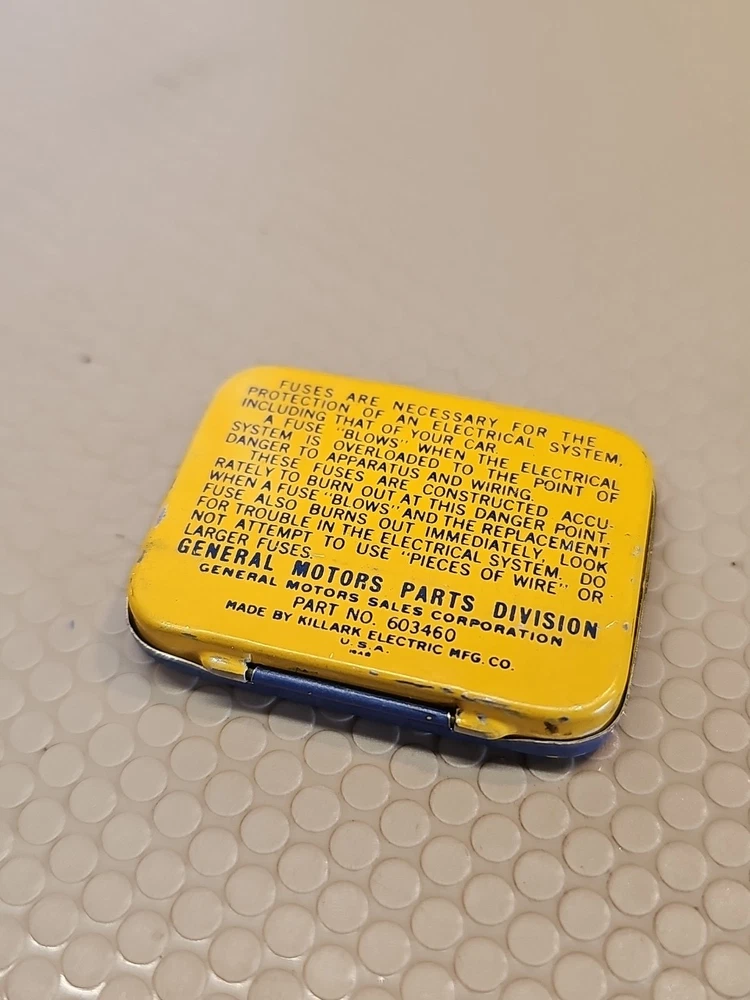 FUSES ARE NECESSARY FOR THE
PROTECTION OF AN ELECTRICAL SYSTEM,
INCLUDING THAT OF YOUR CAR.
A FUSE "BLOWS" WHEN THE ELECTRICAL
SYSTEM IS OVERLOADED TO THE POINT OF
DANGER TO APPARATUS AND WIRING.
THESE FUSES ARE CONSTRUCTED ACCU-
RATELY TO BURN OUT AT THIS DANGER POINT.
WHEN A FUSE "BLOWS" AND THE REPLACEMENT
FUSE ALSO BURNS OUT IMMEDIATELY, LOOK
FOR TROUBLE IN THE ELECTRICAL SYSTEM. DO
NOT ATTEMPT TO USE "PIECES OF WIRE" OR
LARGER FUSES.
GENERAL MOTORS PARTS DIVISION
GENERAL MOTORS SALES CORPORATION
PART NO. 603460
MADE BY KILLARK ELECTRIC MFG. CO.
U.S.A.